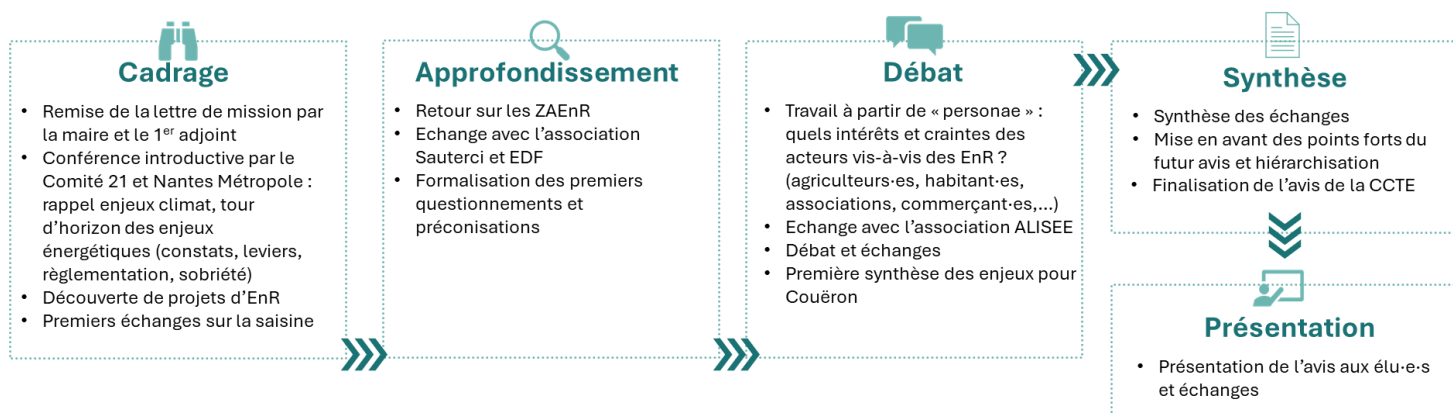 Cadrage
• Remise de la lettre de mission par
la maire et le 1er adjoint
• Conférence introductive par le
Comité 21 et Nantes Métropole :
rappel enjeux climat, tour
d’horizon des enjeux
énergétiques (constats, leviers,
règlementation, sobriété)
• Découverte de projets d’EnR
• Premiers échanges sur la saisine
Approfondissement
• Retour sur les ZAEnR
• Echange avec l’association
Sauterci et EDF
• Formalisation des premiers
questionnements et
préconisations
Débat
• Travail à partir de « personae » :
quels intérêts et craintes des
acteurs vis-à-vis des EnR ?
(agriculteurs·es, habitant·es,
associations, commerçant·es,...)
• Echange avec l’association ALISEE
• Débat et échanges
• Première synthèse des enjeux pour
Couëron
Synthèse
• Synthèse des échanges
• Mise en avant des points forts du
futur avis et hiérarchisation
• Finalisation de l’avis de la CCTE
Présentation
• Présentation de l’avis aux élu·e·s
et échanges